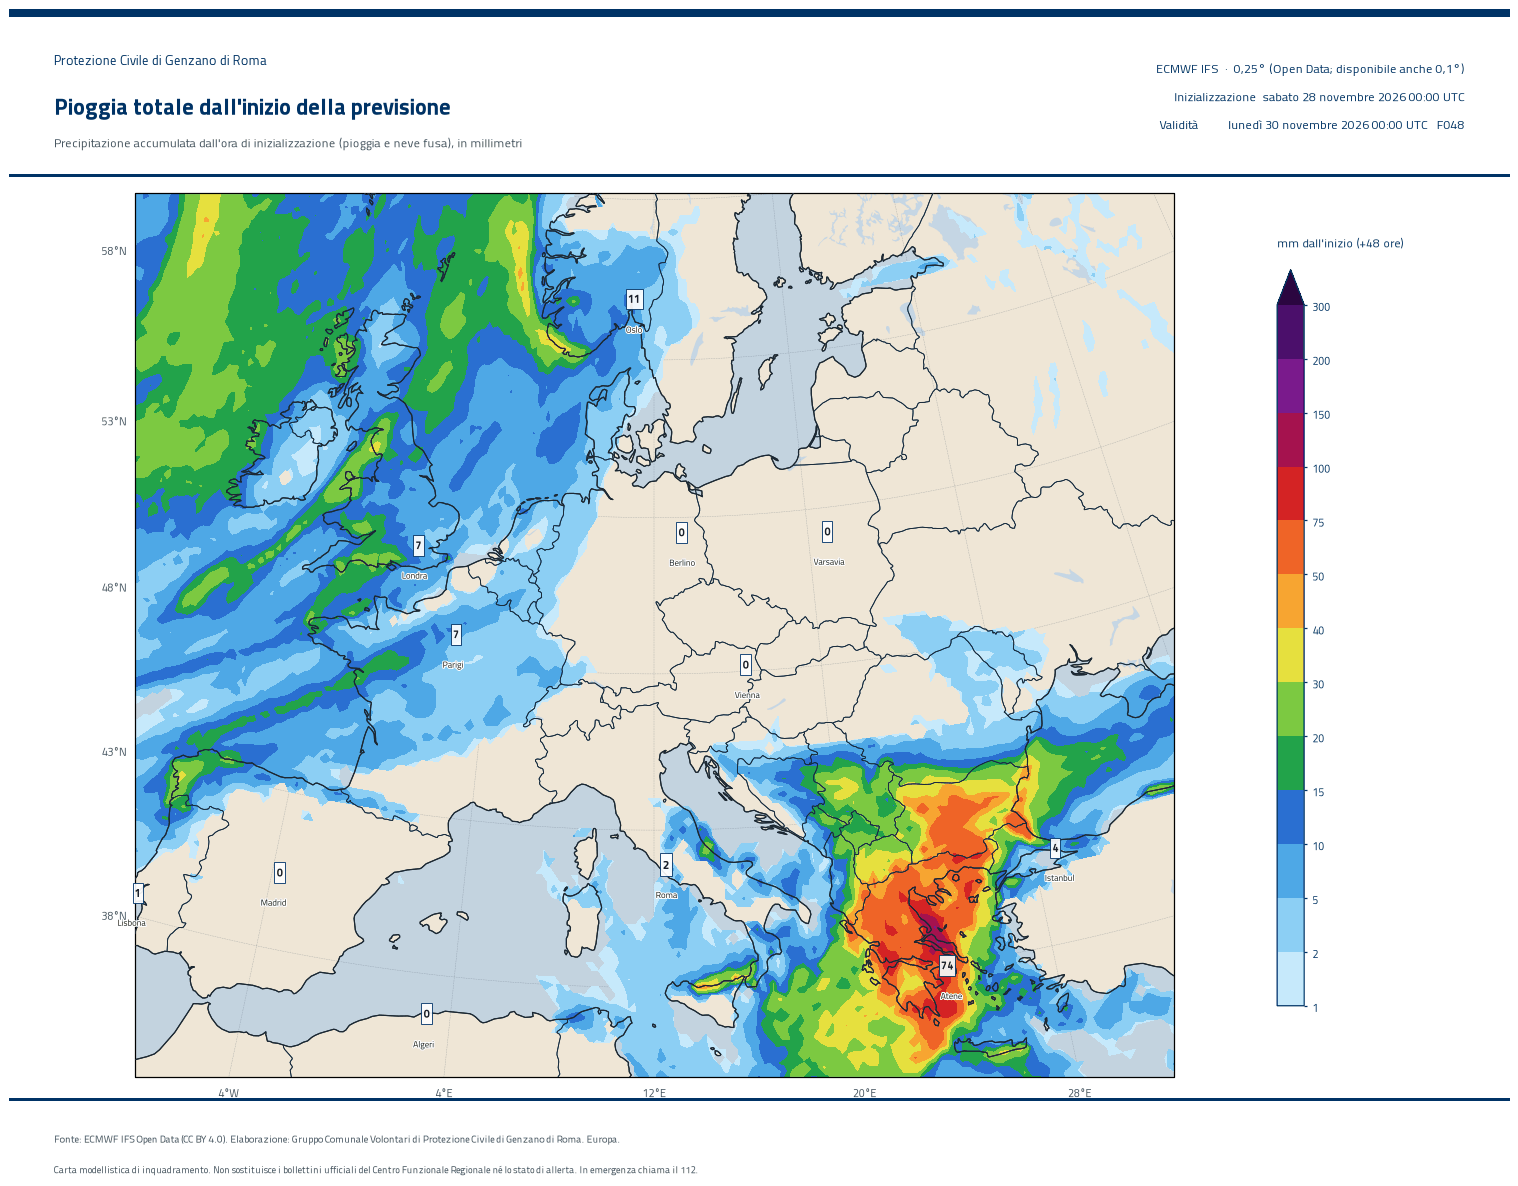 Protezione Civile di Genzano di Roma
Pioggia totale dall'inizio della previsione
Precipitazione accumulata dall'ora di inizializzazione (pioggia e neve fusa), in millimetri
ECMWF IFS · 0,25° (Open Data; disponibile anche 0,1°)
Inizializzazione sabato 28 novembre 2026 00:00 UTC
Validità lunedì 30 novembre 2026 00:00 UTC F048
mm dall'inizio (+48 ore)
300
200
150
100
75
50
40
30
20
15
10
5
2
1
58°N
53°N
48°N
43°N
38°N
4°W
4°E
12°E
20°E
28°E
11
Oslo
7
Londra
0
Berlino
0
Varsavia
7
Parigi
0
Vienna
0
Madrid
1
Lisbona
2
Roma
4
Istanbul
74
Atene
0
Algeri
Fonte: ECMWF IFS Open Data (CC BY 4.0). Elaborazione: Gruppo Comunale Volontari di Protezione Civile di Genzano di Roma. Europa.
Carta modellistica di inquadramento. Non sostituisce i bollettini ufficiali del Centro Funzionale Regionale né lo stato di allerta. In emergenza chiama il 112.